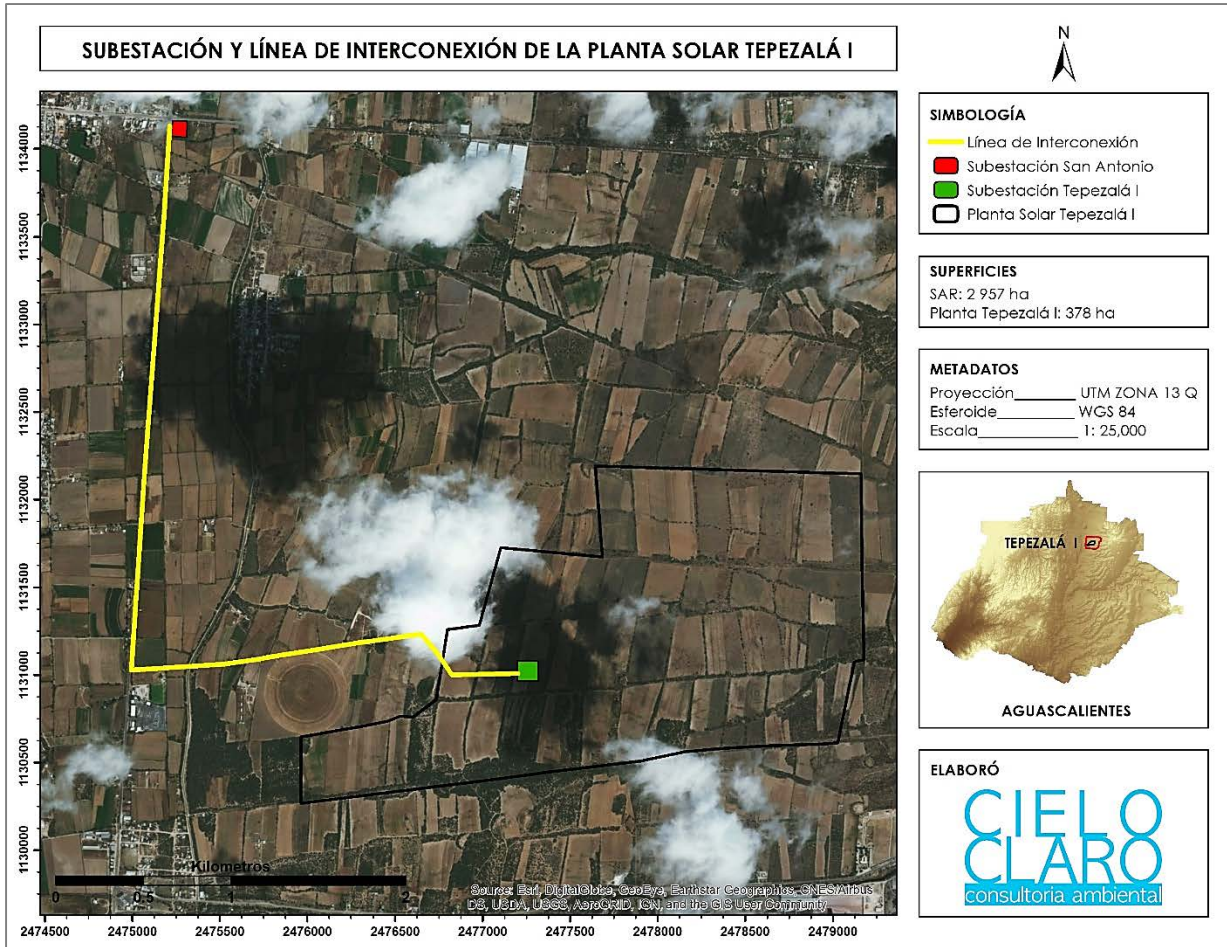 SUBESTACIÓN Y LÍNEA DE INTERCONEXIÓN DE LA PLANTA SOLAR TEPEZALÁ I
N
SIMBOLOGÍA
Línea de Interconexión
Subestación San Antonio
Subestación Tepezalá I
Planta Solar Tepezalá I
SUPERFICIES
SAR: 2 957 ha
Planta Tepezalá I: 378 ha
METADATOS
Proyección______ UTM ZONA 13 Q
Esferoide________ WGS 84
Escala__________ 1: 25,000
TEPEZALÁ I
AGUASCALIENTES
ELABORÓ
CIELO
CLARO
consultoria ambiental
1134000
1133500
1133000
1132500
1132000
1131500
1131000
1130500
1130000
Kilometros
0 0.5 1 2
Source: Esri, DigitalGlobe, GeoEye, Earthstar Geographics, CNES/Airbus
DS, USDA, USGS, AeroGRID, IGN, and the GIS User Community
2474500 2475000 2475500 2476000 2476500 2477000 2477500 2478000 2478500 2479000